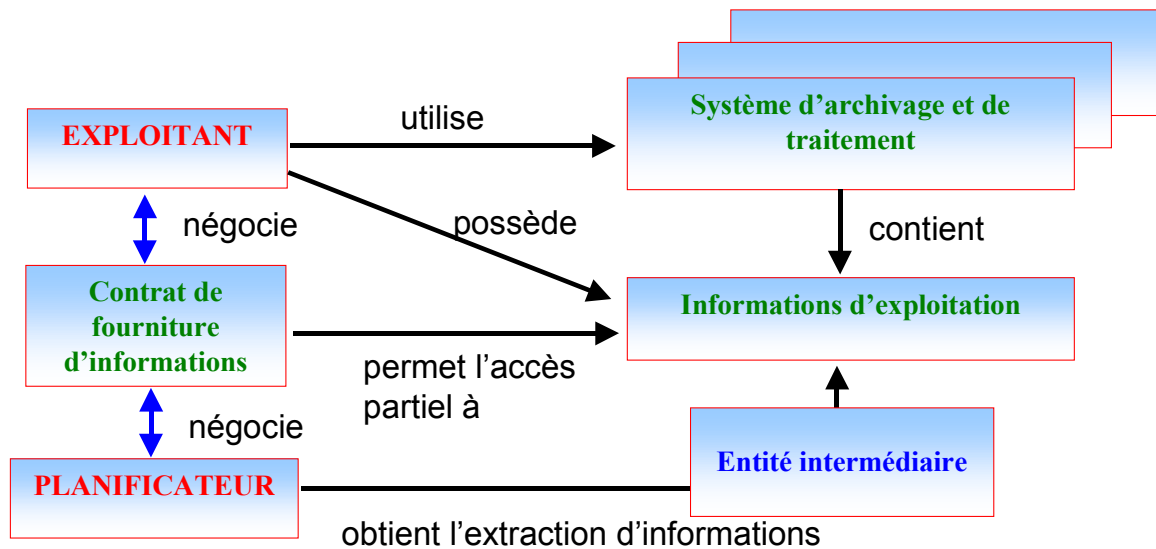 EXPLOITANT
utilise
Système d’archivage et de
traitement
négocie
possède
contient
Contrat de
fourniture
d’informations
Informations d’exploitation
permet l’accès
partiel à
négocie
PLANIFICATEUR
Entité intermédiaire
obtient l’extraction d’informations